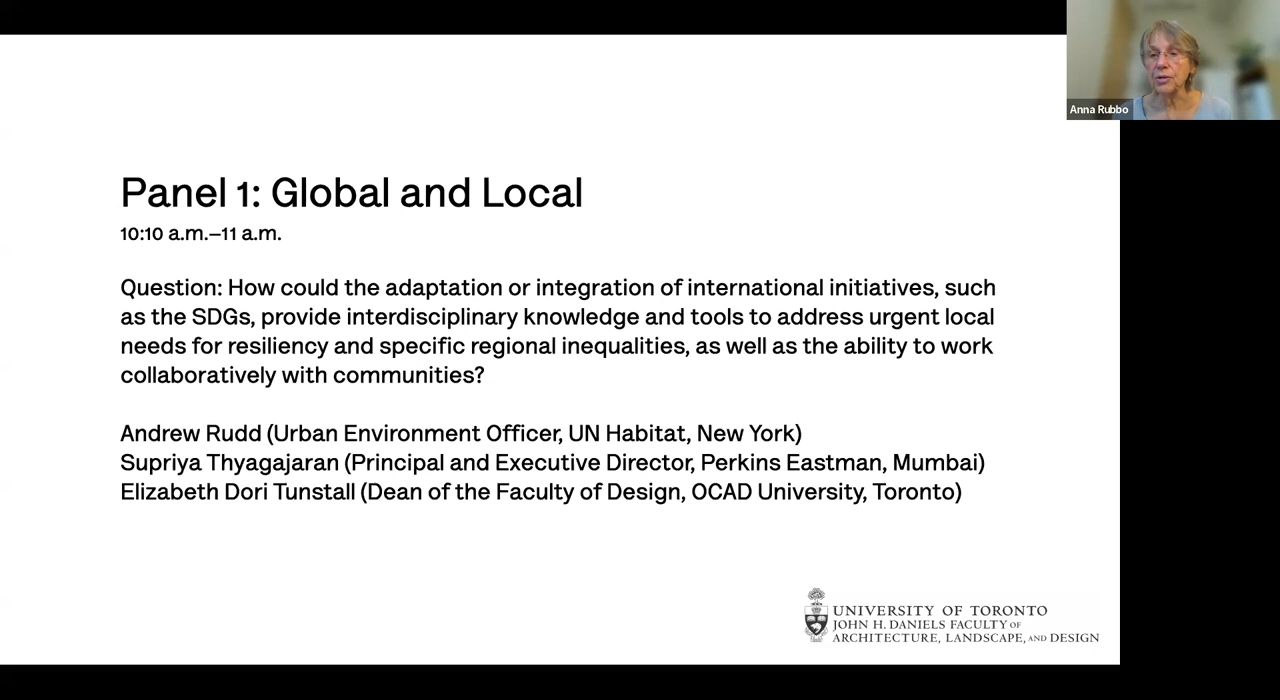 Anna Rubbo
Panel 1: Global and Local
10:10 a.m.–11 a.m.
Question: How could the adaptation or integration of international initiatives, such
as the SDGs, provide interdisciplinary knowledge and tools to address urgent local
needs for resiliency and specific regional inequalities, as well as the ability to work
collaboratively with communities?
Andrew Rudd (Urban Environment Officer, UN Habitat, New York)
Supriya Thyagajaran (Principal and Executive Director, Perkins Eastman, Mumbai)
Elizabeth Dori Tunstall (Dean of the Faculty of Design, OCAD University, Toronto)
UNIVERSITY OF TORONTO
JOHN H. DANIELS FACULTY OF
ARCHITECTURE, LANDSCAPE, AND DESIGN